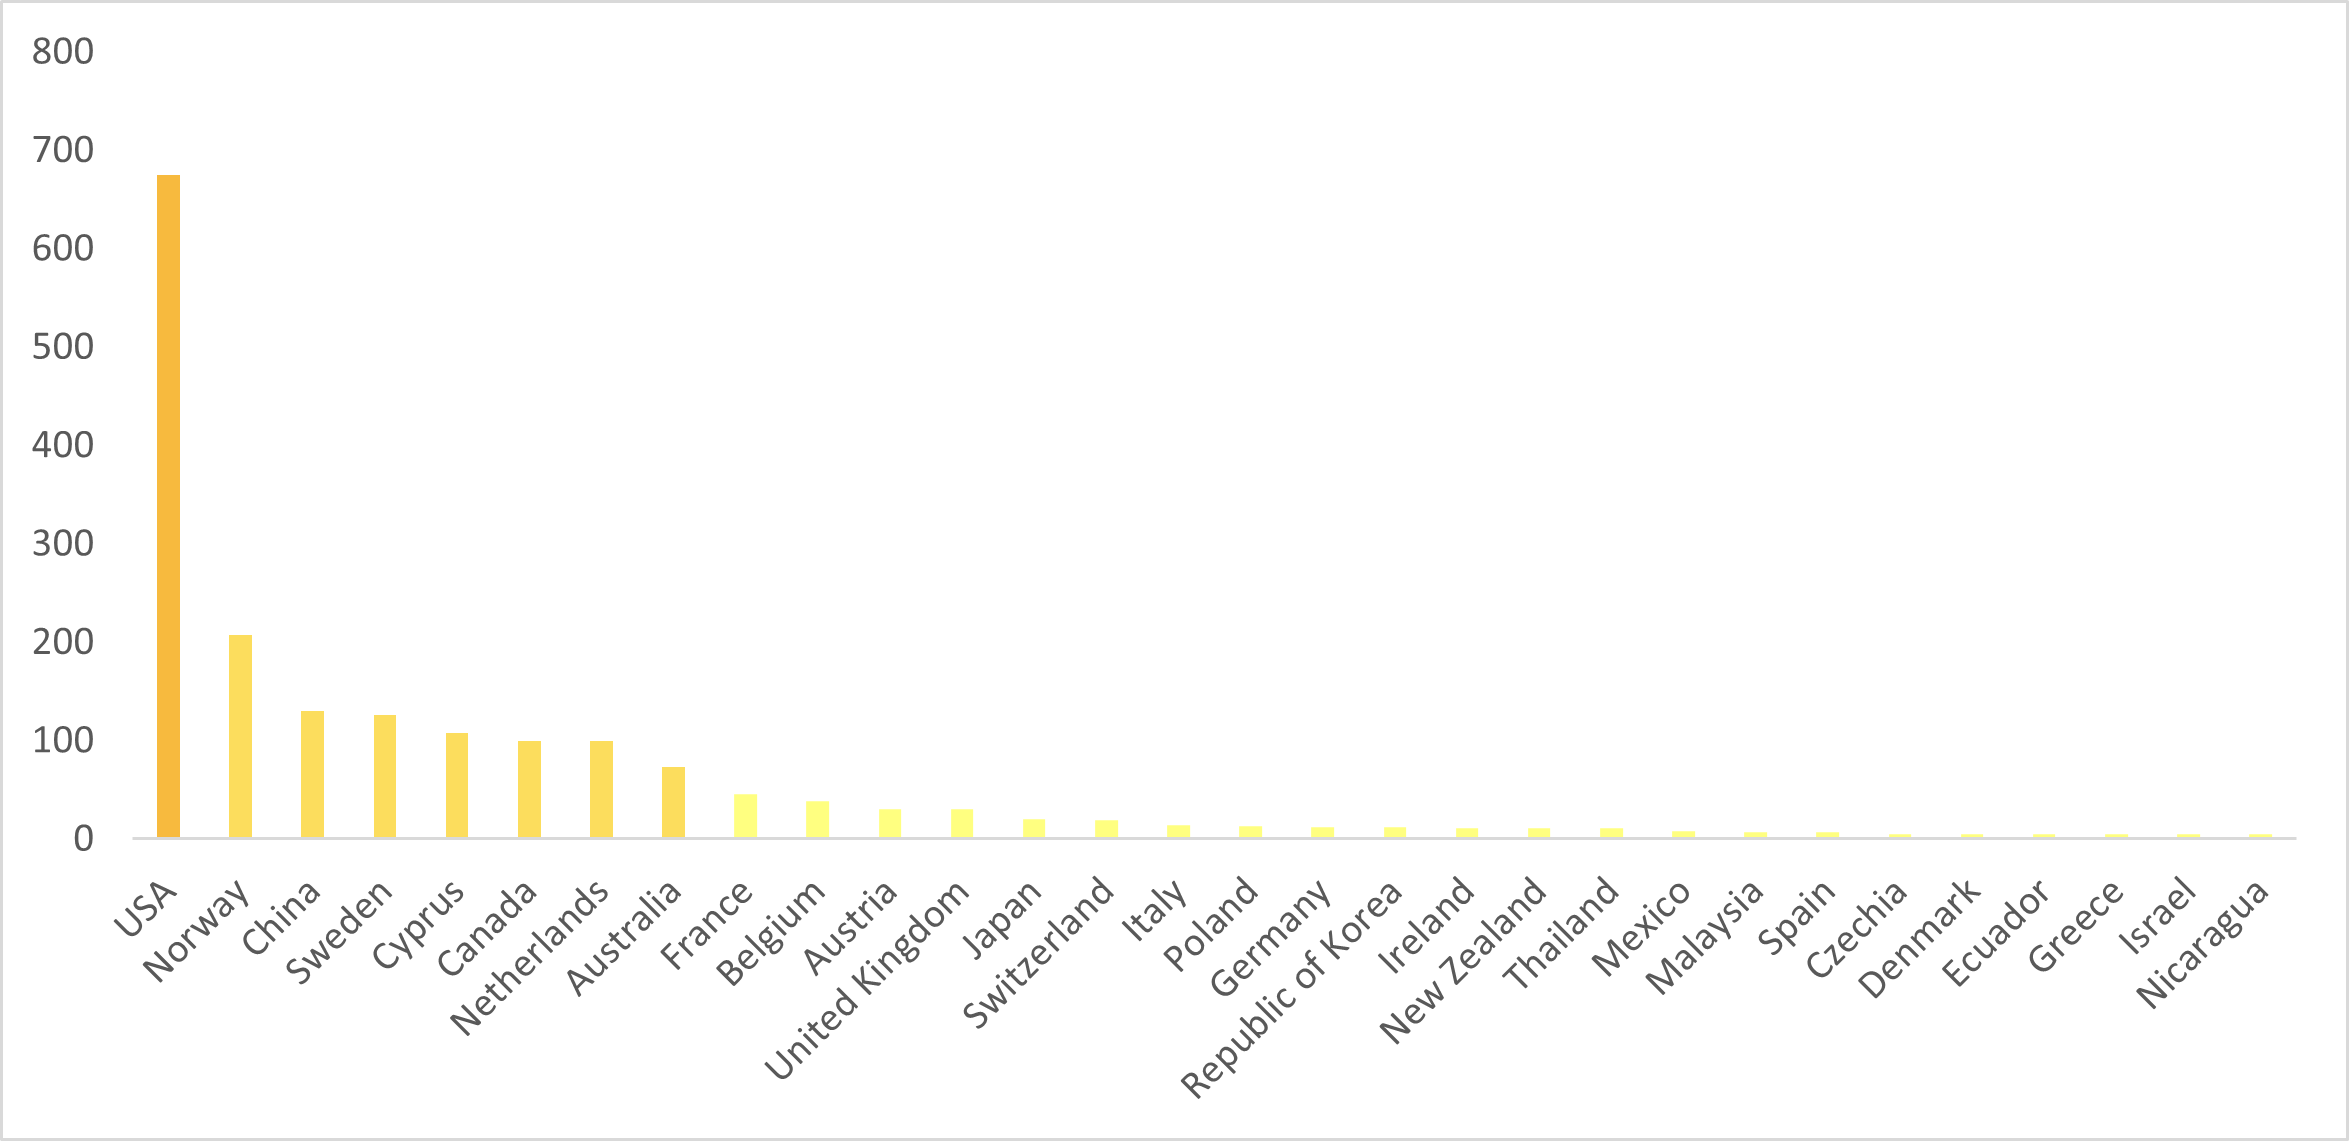 800
700
600
500
400
300
200
100
0
USA
Norway
China
Sweden
Cyprus
Canada
Netherlands
Australia
France
Belgium
Austria
United Kingdom
Japan
Switzerland
Italy
Poland
Germany
Republic of Korea
Ireland
New Zealand
Thailand
Mexico
Malaysia
Spain
Czechia
Denmark
Ecuador
Greece
Israel
Nicaragua